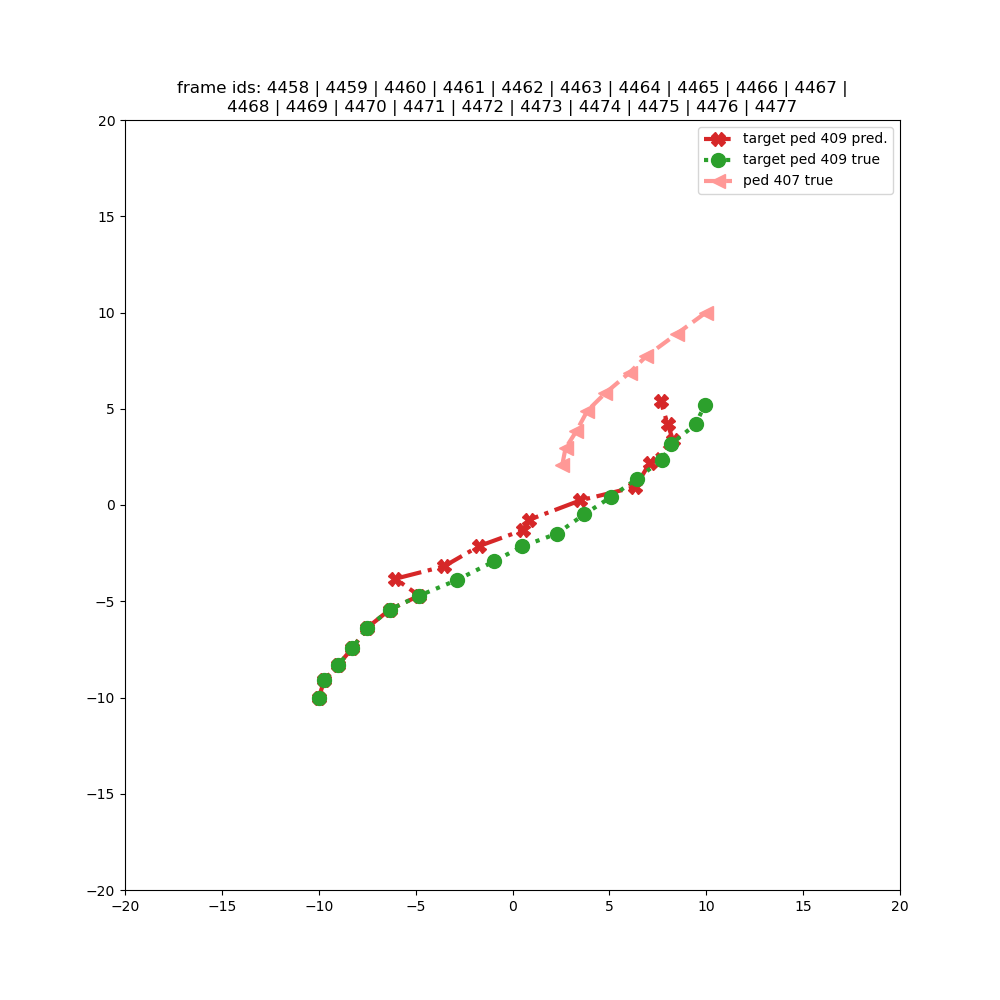 frame ids: 4458 | 4459 | 4460 | 4461 | 4462 | 4463 | 4464 | 4465 | 4466 | 4467 |
4468 | 4469 | 4470 | 4471 | 4472 | 4473 | 4474 | 4475 | 4476 | 4477
target ped 409 pred.
target ped 409 true
ped 407 true
20
15
10
5
0
−5
−10
−15
−20
−20 −15 −10 −5 0 5 10 15 20